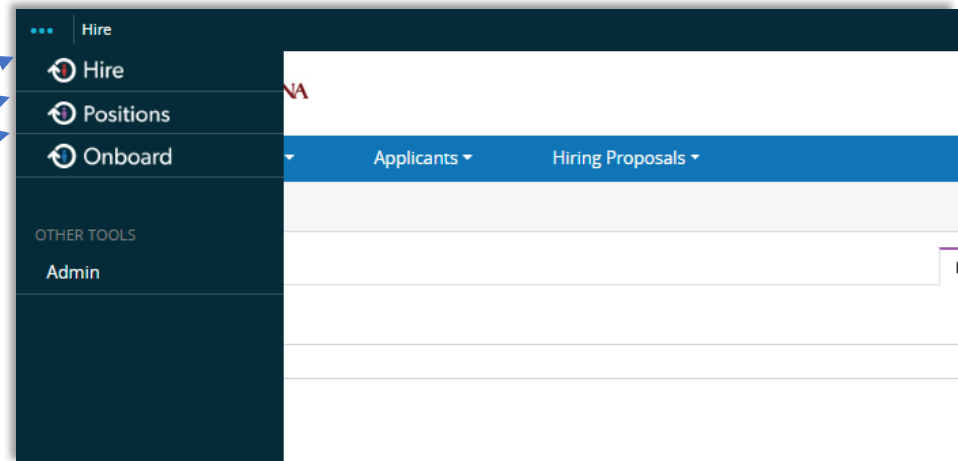 ••• Hire
Hire
NA
Positions
Onboard
Applicants Hiring Proposals
OTHER TOOLS
Admin